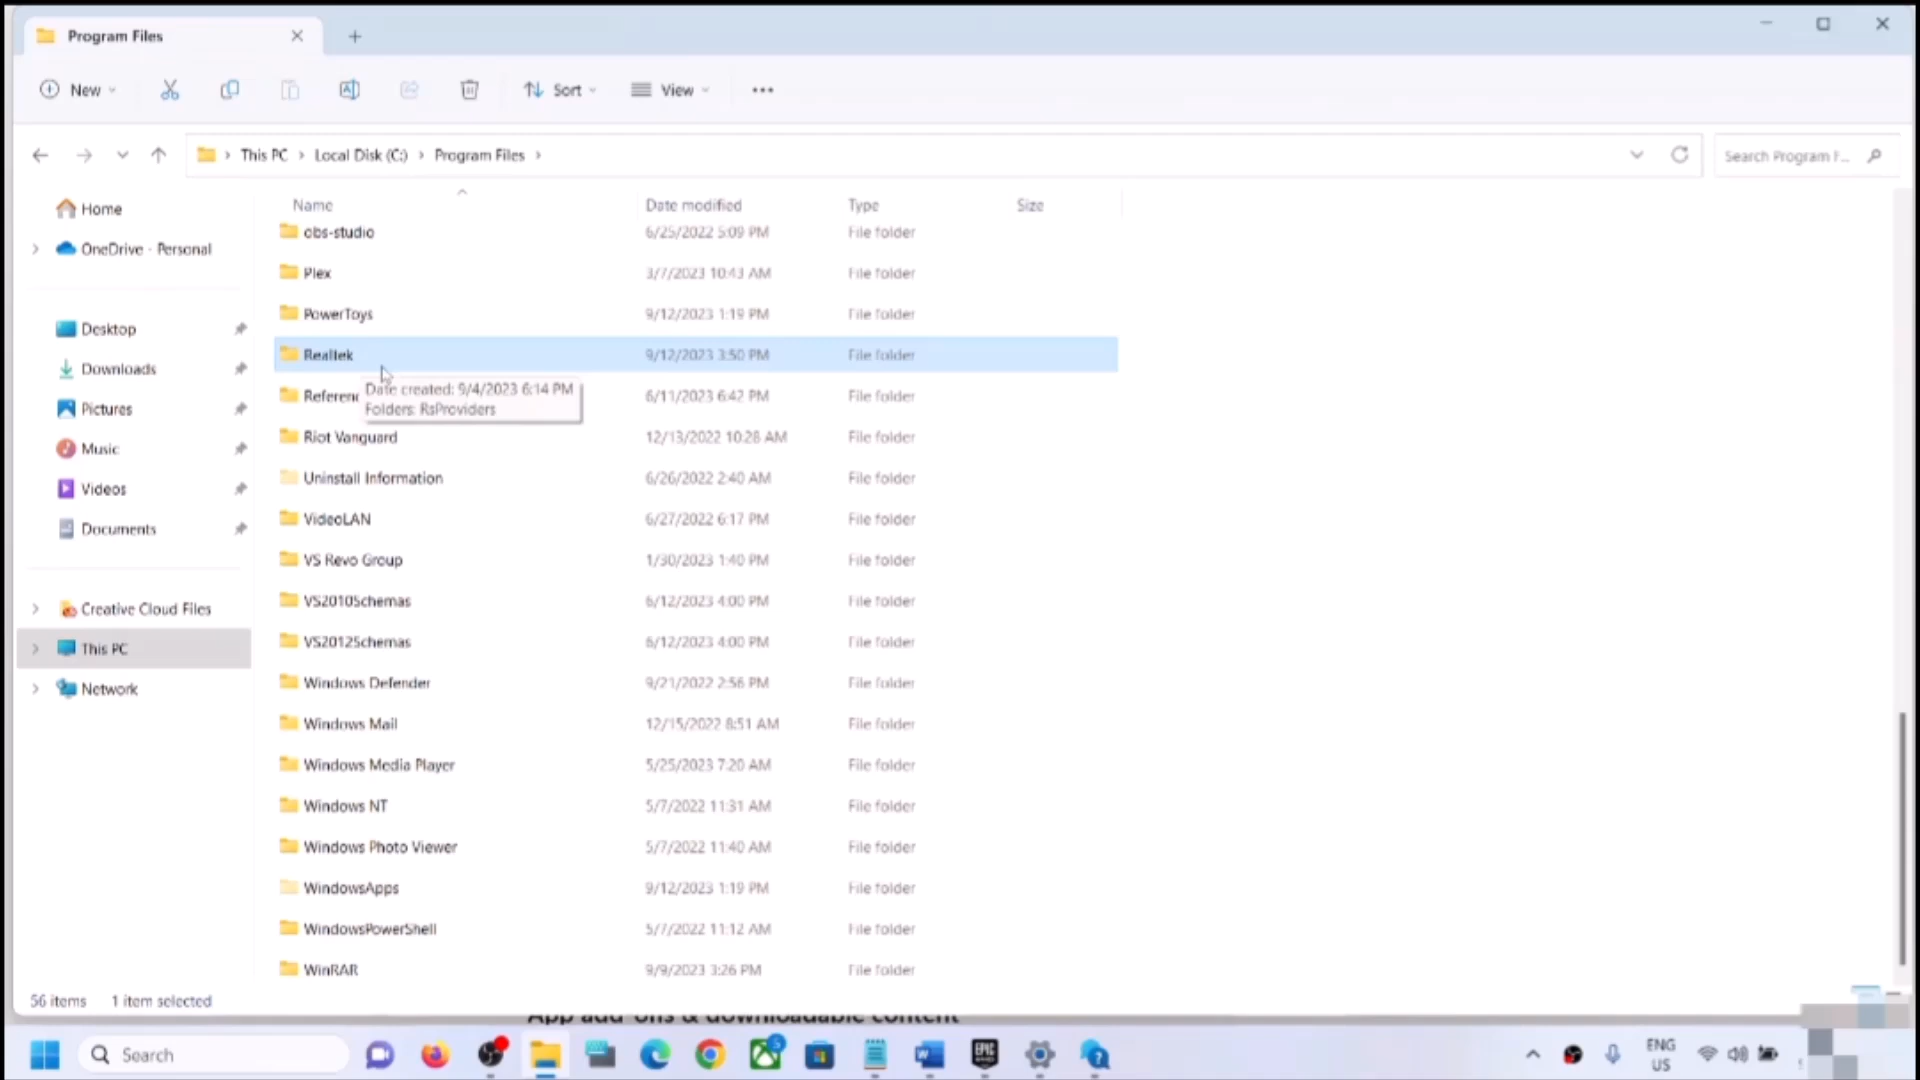 Program Files
New
Sort
View
This PC
Local Disk (C:)
Program Files
Search Program F...
Home
OneDrive - Personal
Desktop
Downloads
Pictures
Music
Videos
Documents
Creative Cloud Files
This PC
Network
Name Date modified Type Size
obs-studio 6/25/2022 5:09 PM File folder
Plex 3/7/2023 10:43 AM File folder
PowerToys 9/12/2023 1:19 PM File folder
Realtek 9/12/2023 3:50 PM File folder
Date created: 9/4/2023 6:14 PM
Folders: RsProviders
Referenc 6/11/2023 6:42 PM File folder
Riot Vanguard 12/13/2022 10:28 AM File folder
Uninstall Information 6/26/2022 2:40 AM File folder
VideoLAN 6/27/2022 6:17 PM File folder
VS Revo Group 1/30/2023 1:40 PM File folder
VS2010Schemas 6/12/2023 4:00 PM File folder
VS2012Schemas 6/12/2023 4:00 PM File folder
Windows Defender 9/21/2022 2:56 PM File folder
Windows Mail 12/15/2022 8:51 AM File folder
Windows Media Player 5/25/2023 7:20 AM File folder
Windows NT 5/7/2022 11:31 AM File folder
Windows Photo Viewer 5/7/2022 11:40 AM File folder
WindowsApps 9/12/2023 1:19 PM File folder
WindowsPowerShell 5/7/2022 11:12 AM File folder
WinRAR 9/9/2023 3:26 PM File folder
56 items 1 item selected
App add-ons & downloadable content
Search
5
EPIC
ENG
US